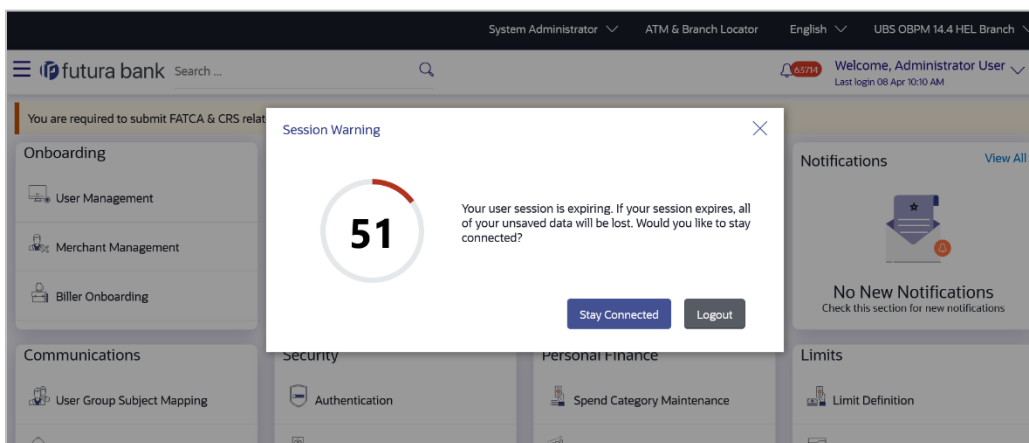 System Administrator ATM & Branch Locator English UBS OBPM 14.4 HEL Branch
futura bank Search ... 63714 Welcome, Administrator User
Last login 08 Apr 10:10 AM
You are required to submit FATCA & CRS relat
Session Warning
51
Your user session is expiring. If your session expires, all
of your unsaved data will be lost. Would you like to stay
connected?
Stay Connected Logout
Onboarding
User Management
Merchant Management
Biller Onboarding
Notifications View All
No New Notifications
Check this section for new notifications
Communications
User Group Subject Mapping
Security
Authentication
Personal Finance
Spend Category Maintenance
Limits
Limit Definition